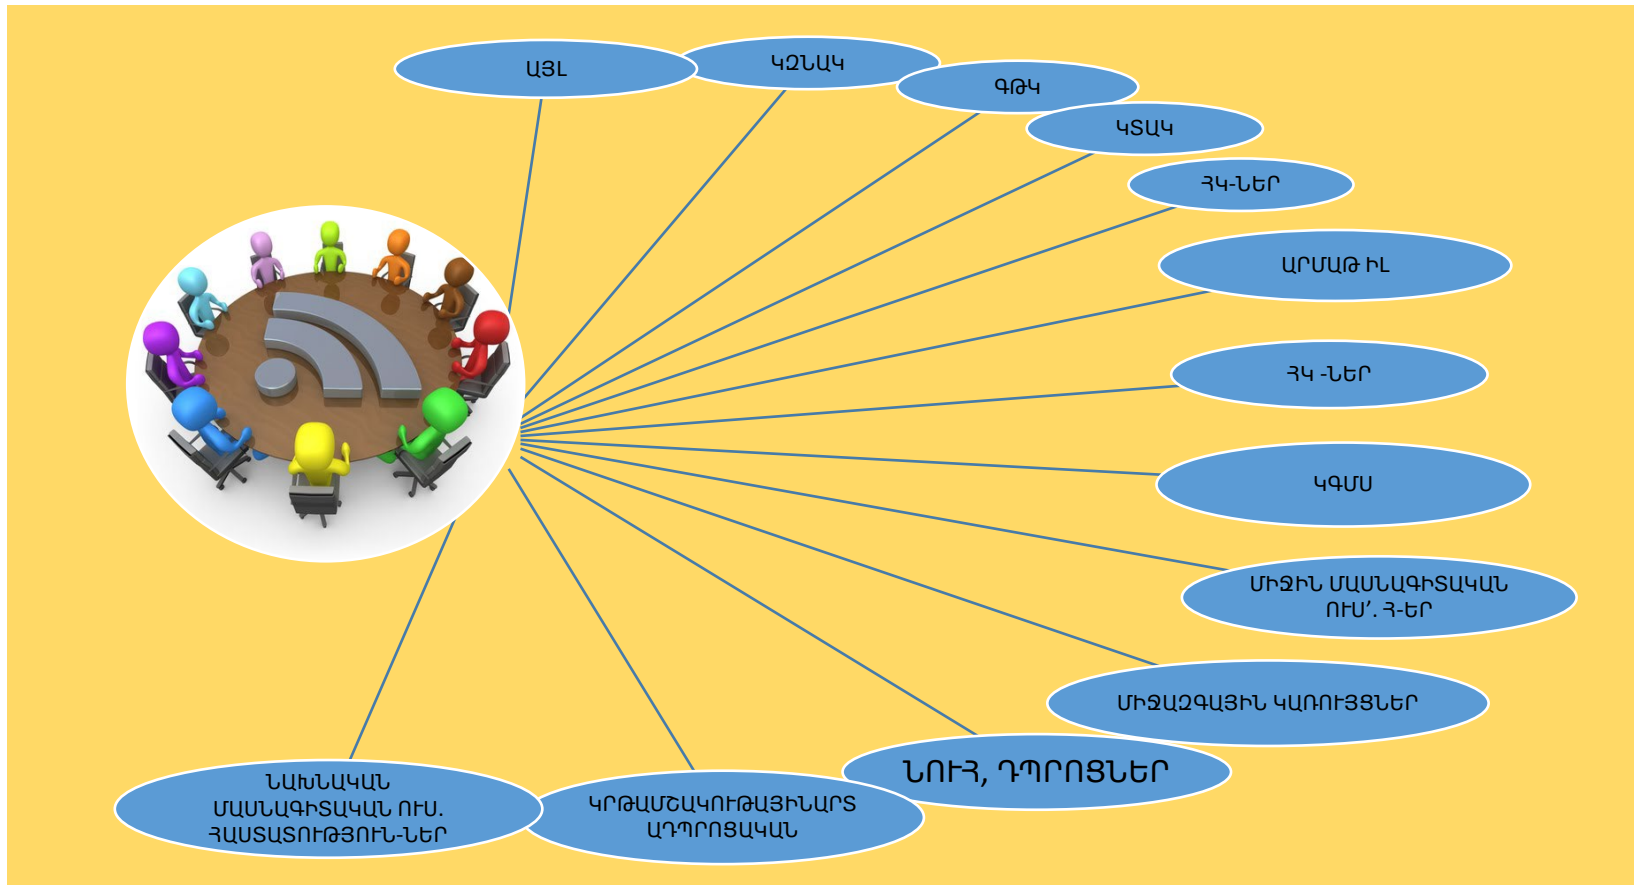 ԱՅԼ
ԿԶՆԱԿ
ԳԹԿ
ԿՏԱԿ
ՀԿ-ՆԵՐ
ԱՐՄԱԹ ԻԼ
ՀԿ -ՆԵՐ
ԿԳՄՍ
ՄԻՋԻՆ ՄԱՍՆԱԳԻՏԱԿԱՆ
ՈՒՍ՛. Հ-ԵՐ
ՄԻՋԱԶԳԱՅԻՆ ԿԱՌՈՒՅՑՆԵՐ
ՆՈՒՀ, ԴՊՐՈՑՆԵՐ
ԿՐԹԱՄՇԱԿՈՒԹԱՅԻՆԱՐՏ
ԱԴՊՐՈՑԱԿԱՆ
ՆԱԽՆԱԿԱՆ
ՄԱՍՆԱԳԻՏԱԿԱՆ ՈՒՍ.
ՀԱՍՏԱՏՈՒԹՅՈՒՆ-ՆԵՐ